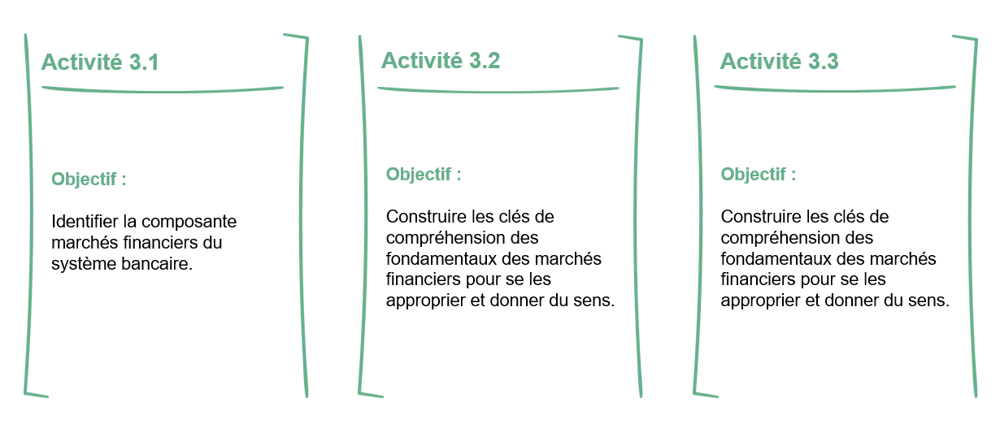 Activité 3.1
Objectif :
Identifier la composante
marchés financiers du
système bancaire.
Activité 3.2
Objectif :
Construire les clés de
compréhension des
fondamentaux des marchés
financiers pour se les
approprier et donner du sens.
Activité 3.3
Objectif :
Construire les clés de
compréhension des
fondamentaux des marchés
financiers pour se les
approprier et donner du sens.